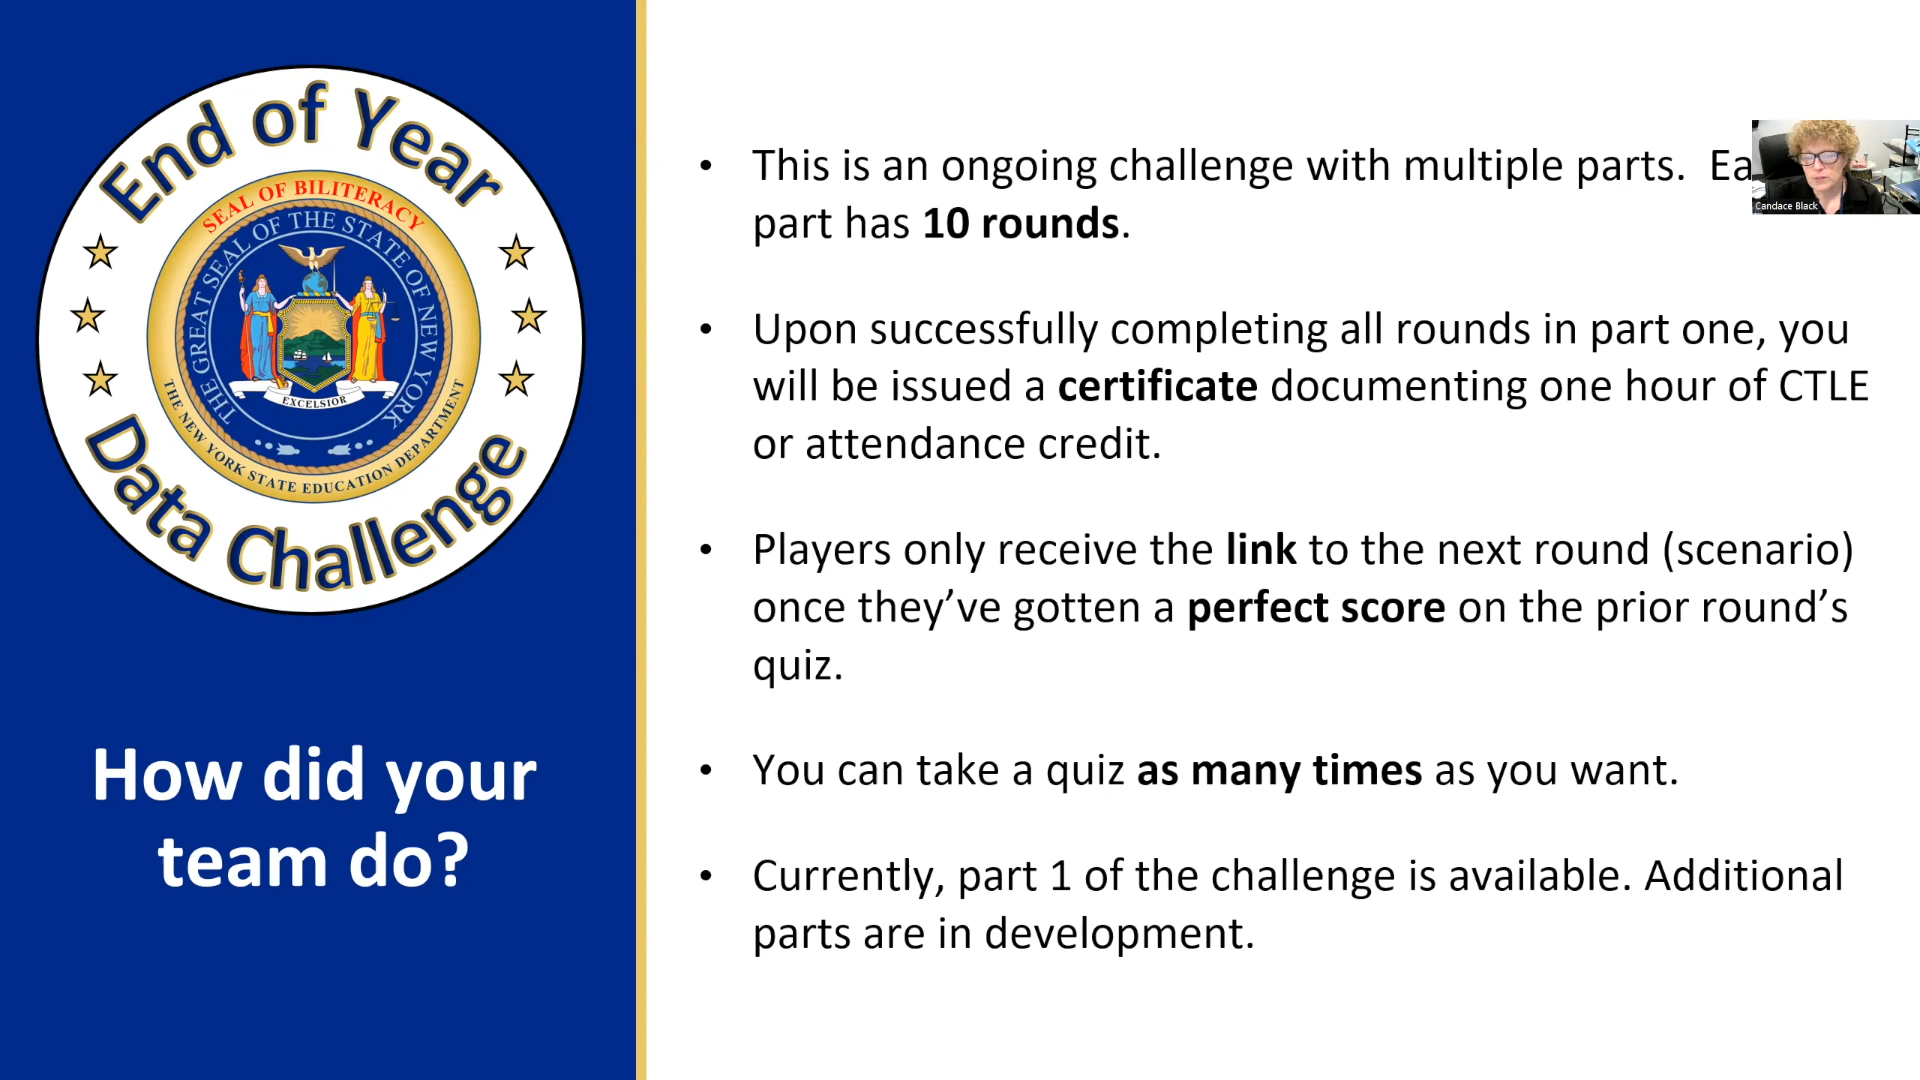 End of Year
SEAL OF BILITERACY
THE GREAT SEAL OF THE STATE OF NEW YORK
EXCELSIOR
THE NEW YORK STATE EDUCATION DEPARTMENT
Data Challenge
How did your
team do?
• This is an ongoing challenge with multiple parts. Ea
part has 10 rounds.
• Upon successfully completing all rounds in part one, you
will be issued a certificate documenting one hour of CTLE
or attendance credit.
• Players only receive the link to the next round (scenario)
once they’ve gotten a perfect score on the prior round’s
quiz.
• You can take a quiz as many times as you want.
• Currently, part 1 of the challenge is available. Additional
parts are in development.
Candace Black